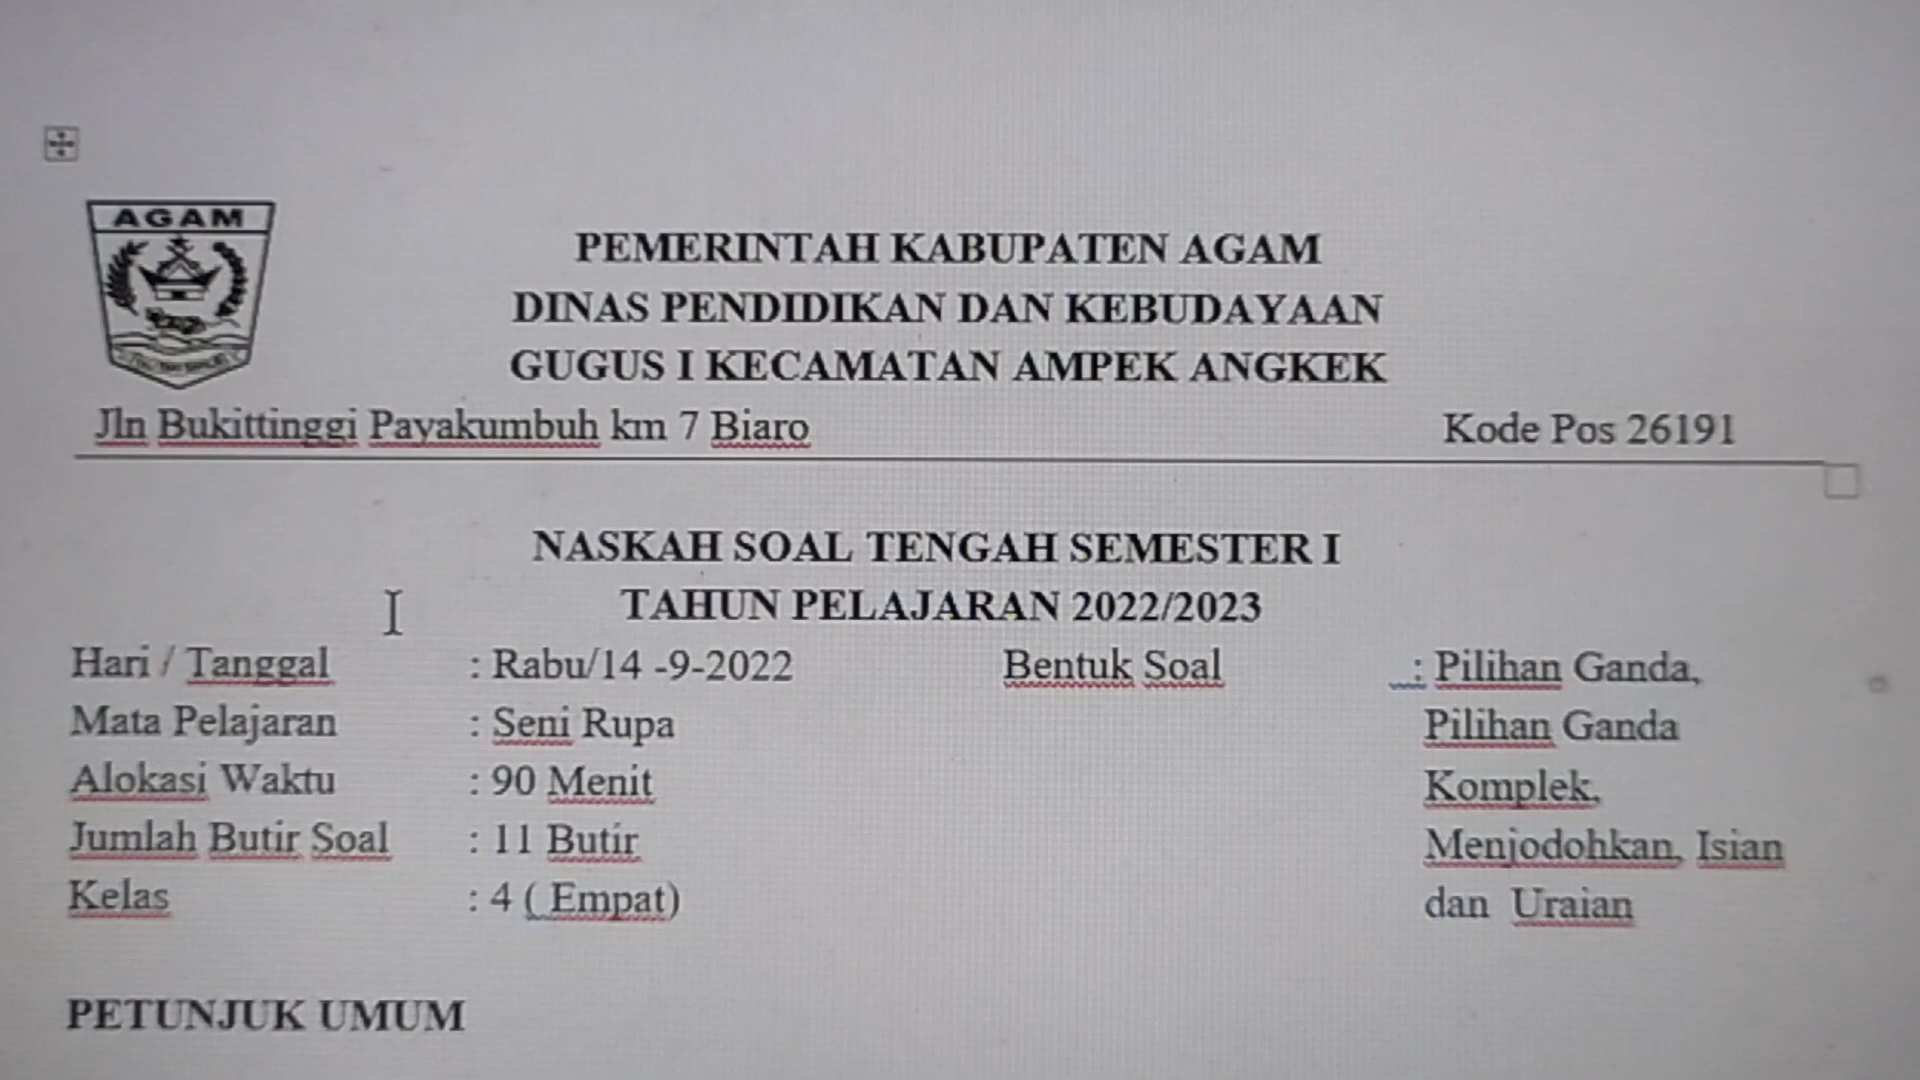 AGAM
PEMERINTAH KABUPATEN AGAM
DINAS PENDIDIKAN DAN KEBUDAYAAN
GUGUS I KECAMATAN AMPEK ANGKEK
Jln Bukittinggi Payakumbuh km 7 Biaro Kode Pos 26191
NASKAH SOAL TENGAH SEMESTER I
TAHUN PELAJARAN 2022/2023
Hari / Tanggal : Rabu/14 -9-2022 Bentuk Soal : Pilihan Ganda,
Mata Pelajaran : Seni Rupa Pilihan Ganda
Alokasi Waktu : 90 Menit Komplek,
Jumlah Butir Soal : 11 Butir Menjodohkan, Isian
Kelas : 4 ( Empat) dan Uraian
PETUNJUK UMUM